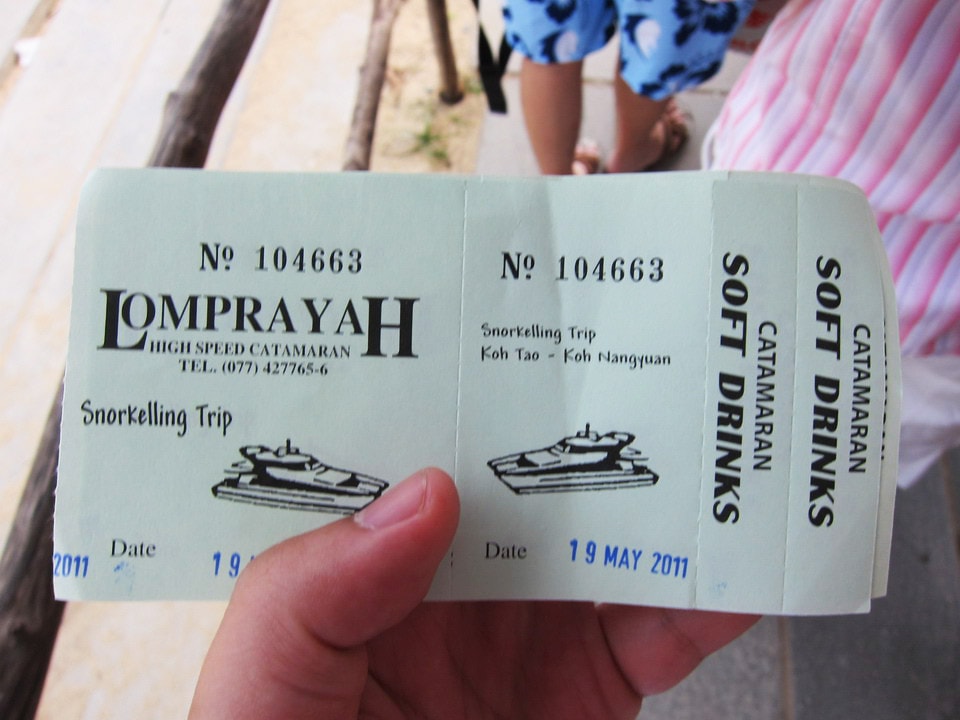 Nº 104663
LOMPRAYAH
HIGH SPEED CATAMARAN
TEL. (077) 427765-6
Snorkelling Trip
2011 Date 19
Nº 104663
Snorkelling Trip
Koh Tao - Koh Nangyuan
Date 19 MAY 2011
CATAMARAN
SOFT DRINKS
CATAMARAN
SOFT DRINKS